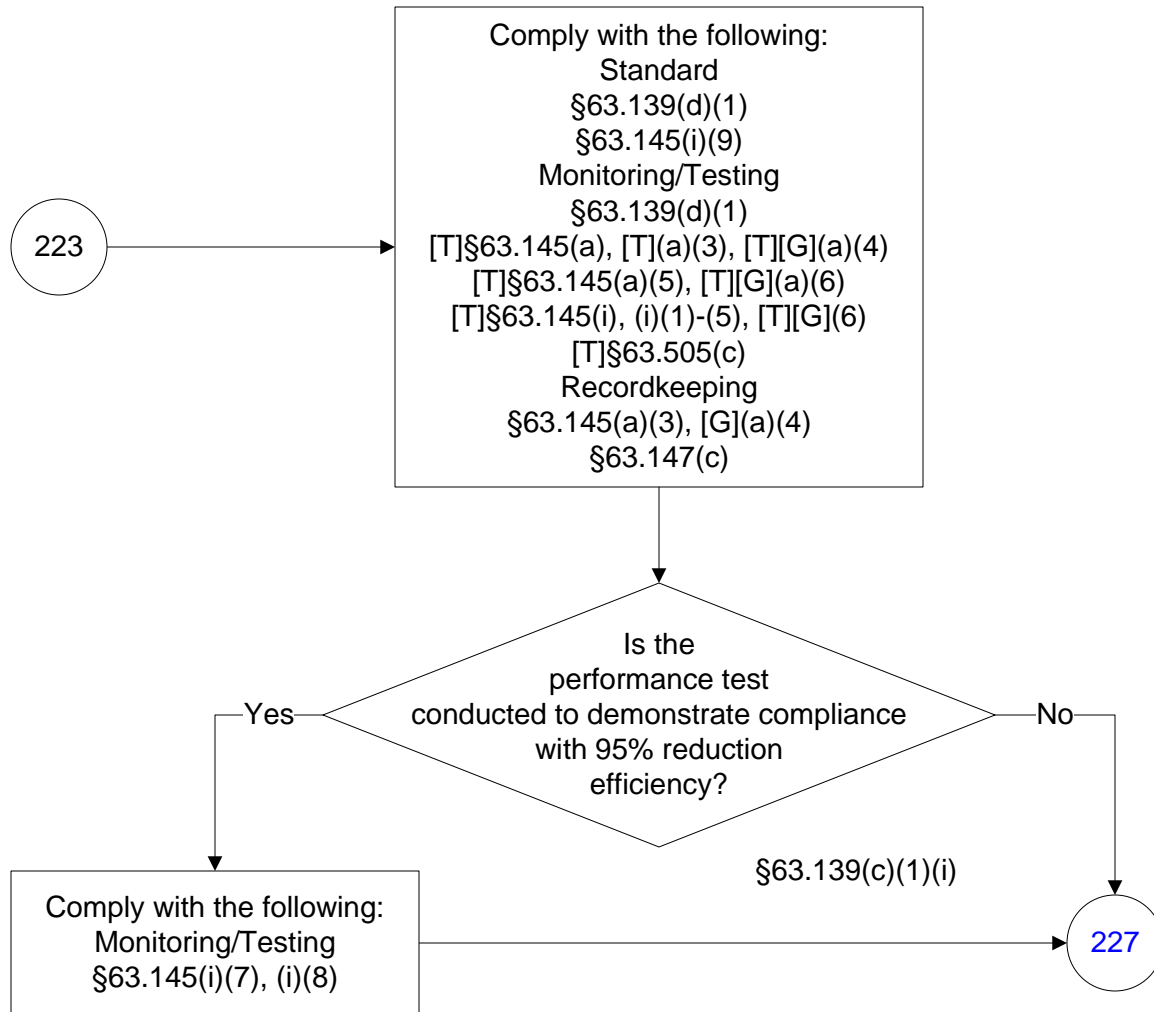 Comply with the following:
Standard
§63.139(d)(1)
§63.145(i)(9)
Monitoring/Testing
§63.139(d)(1)
[T]§63.145(a), [T](a)(3), [T][G](a)(4)
[T]§63.145(a)(5), [T][G](a)(6)
[T]§63.145(i), (i)(1)-(5), [T][G](6)
[T]§63.505(c)
Recordkeeping
§63.145(a)(3), [G](a)(4)
§63.147(c)
223
Is the
performance test
conducted to demonstrate compliance
with 95% reduction
efficiency?
Yes
No
§63.139(c)(1)(i)
Comply with the following:
Monitoring/Testing
§63.145(i)(7), (i)(8)
227